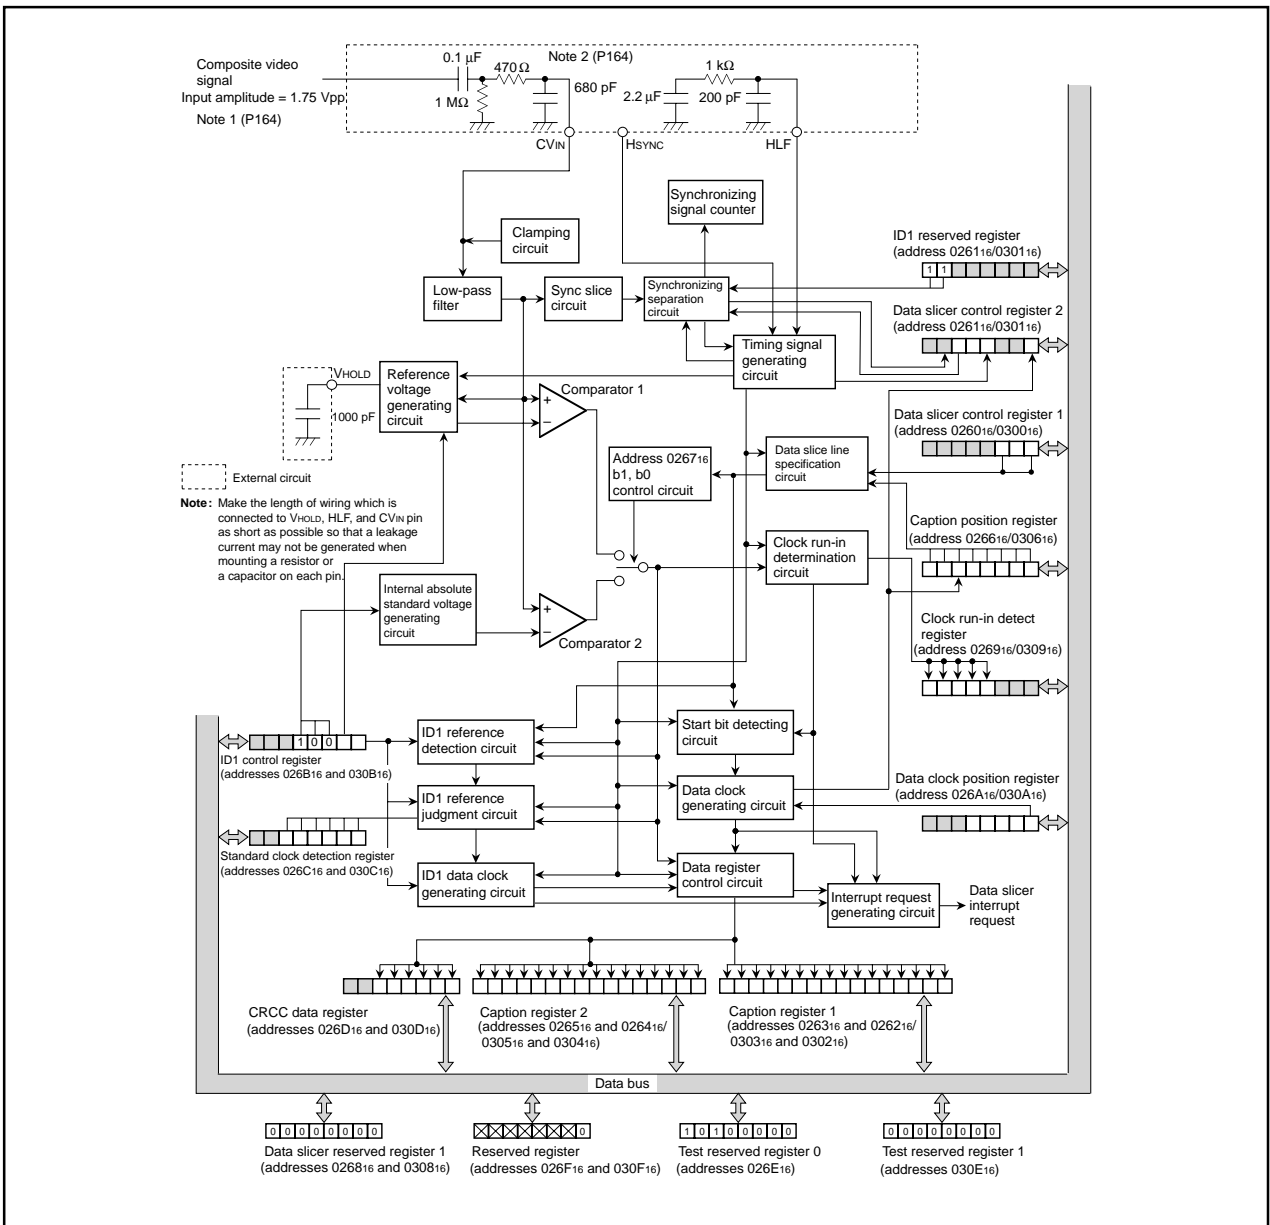 Note 2 (P164)
Composite video
signal
Input amplitude = 1.75 Vpp
Note 1 (P164)
0.1 µF
470 Ω
1 MΩ
680 pF
2.2 µF
1 kΩ
200 pF
CVIN
HSYNC
HLF
Synchronizing
signal counter
Clamping
circuit
Low-pass
filter
Sync slice
circuit
Synchronizing
separation
circuit
Timing signal
generating
circuit
ID1 reserved register
(address 026116/030116)
1 1
Data slicer control register 2
(address 026116/030116)
VHOLD
1000 pF
Reference
voltage
generating
circuit
Comparator 1
+
−
Data slicer control register 1
(address 026016/030016)
Address 026716
b1, b0
control circuit
Data slice line
specification
circuit
External circuit
Note: Make the length of wiring which is
connected to VHOLD, HLF, and CVIN pin
as short as possible so that a leakage
current may not be generated when
mounting a resistor or
a capacitor on each pin.
Caption position register
(address 026616/030616)
Clock run-in
determination
circuit
Internal absolute
standard voltage
generating
circuit
+
−
Comparator 2
Clock run-in detect
register
(address 026916/030916)
1 0 0
ID1 control register
(addresses 026B16 and 030B16)
ID1 reference
detection circuit
Start bit detecting
circuit
ID1 reference
judgment circuit
Data clock
generating circuit
Data clock position register
(address 026A16/030A16)
Standard clock detection register
(addresses 026C16 and 030C16)
ID1 data clock
generating circuit
Data register
control circuit
Interrupt request
generating circuit
Data slicer
interrupt
request
CRCC data register
(addresses 026D16 and 030D16)
Caption register 2
(addresses 026516 and 026416/
030516 and 030416)
Caption register 1
(addresses 026316 and 026216/
030316 and 030216)
Data bus
0 0 0 0 0 0 0 0
Data slicer reserved register 1
(addresses 026816 and 030816)
0
Reserved register
(addresses 026F16 and 030F16)
1 0 1 0 0 0 0 0
Test reserved register 0
(addresses 026E16)
0 0 0 0 0 0 0 0
Test reserved register 1
(addresses 030E16)